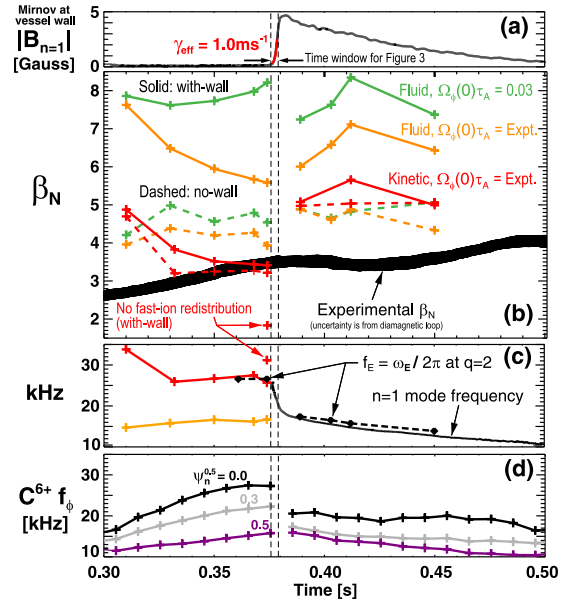 Mirnov at
vessel wall
|Bₙ₌₁|
[Gauss]
4
2
0
γeff = 1.0ms⁻¹
Time window for Figure 3
(a)
Solid: with-wall
Fluid, Ωϕ(0)τA = 0.03
Fluid, Ωϕ(0)τA = Expt.
Kinetic, Ωϕ(0)τA = Expt.
Dashed: no-wall
βN
8
7
6
5
4
3
2
No fast-ion redistribution
(with-wall)
Experimental βN
(uncertainty is from diamagnetic loop)
(b)
kHz
30
20
10
fE = ωE / 2π at q=2
n=1 mode frequency
(c)
C⁶⁺ fϕ
[kHz]
30
20
10
ψn⁰·⁵ = 0.0
0.3
0.5
(d)
0.30
0.35
0.40
0.45
0.50
Time [s]